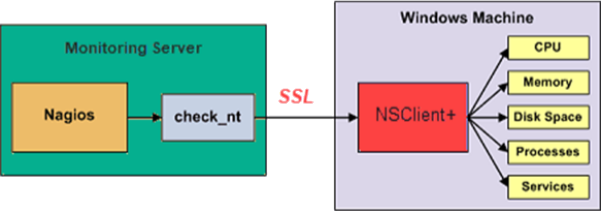 Monitoring Server
Nagios
check_nt
SSL
Windows Machine
NSClient+
CPU
Memory
Disk Space
Processes
Services